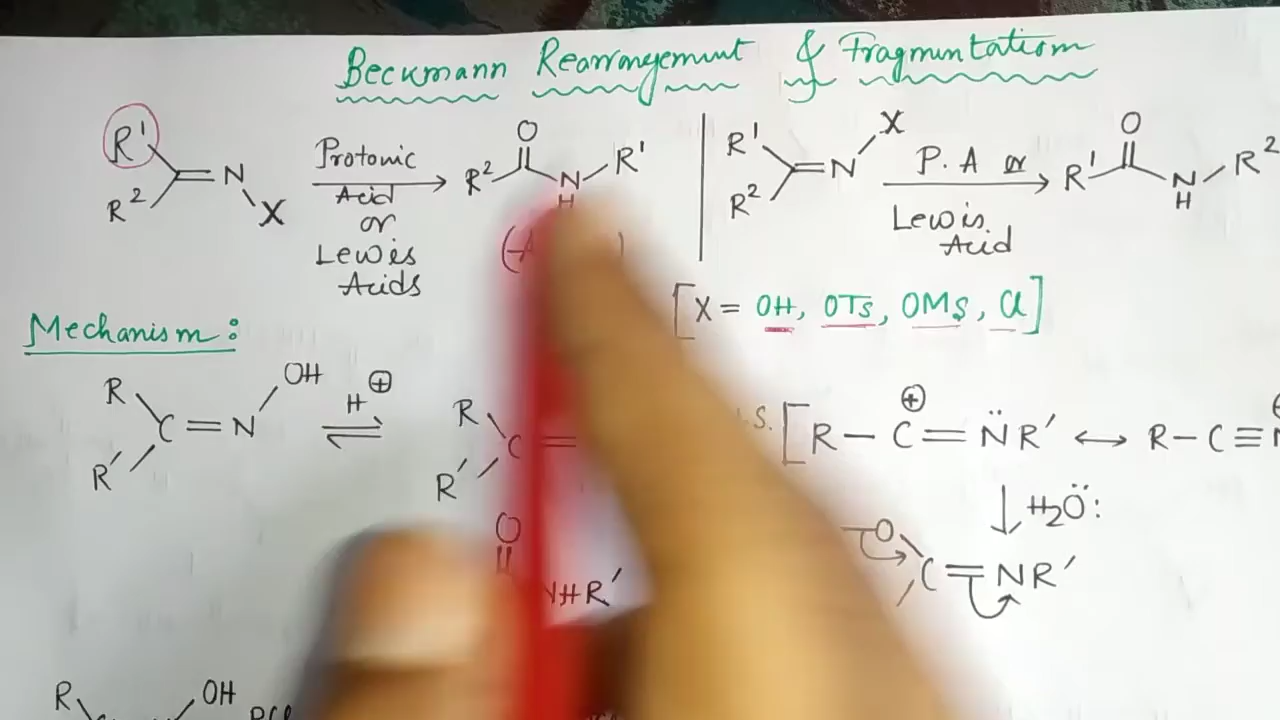 Beckmann Rearrangement & Fragmentation
R¹ R² N X
Protonic Acid or Lewis Acids
O R² N H R¹
R¹ R² =N X
P.A or Lewis Acid
O R¹ N H R²
[X = OH, OTs, OMs, Cl]
Mechanism:
R R′ C=N OH
H⊕
R R′ C=
.S. [R–C⊕=N̈R′ ↔ R–C≡
↓H₂Ö:
O NHR′
O C=NR′
R OH